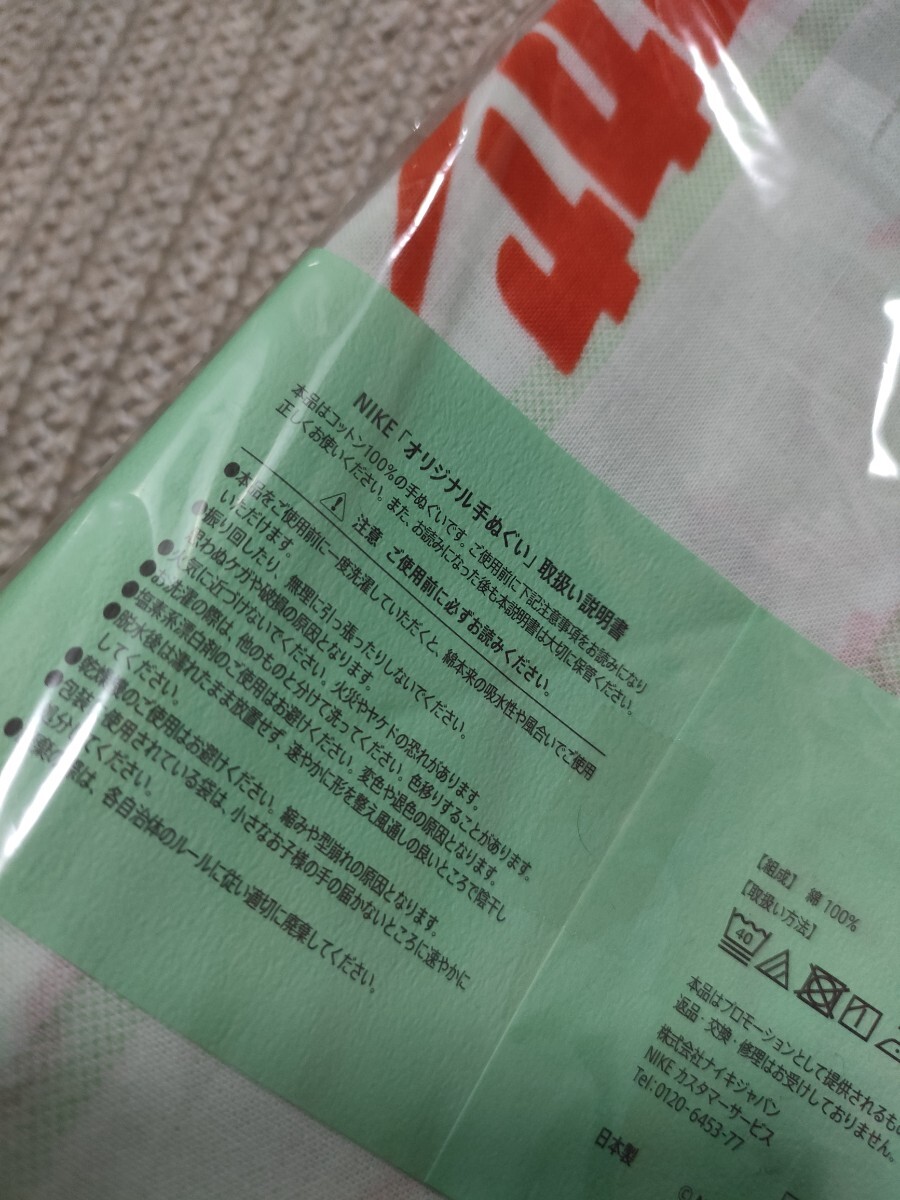 NIKE「オリジナル手ぬぐい」取扱い説明書
本品はコットン100%の手ぬぐいです。ご使用前に下記注意事項をお読みになり
正しくお使いください。また、お読みになった後も本説明書は大切に保管ください。
注意 ご使用前に必ずお読みください。
●本品をご使用前に一度洗濯していただくと、綿本来の吸水性や風合いでご使用
いただけます。
●振り回したり、無理に引っ張ったりしないでください。
思わぬケガや破損の原因となります。
●火気に近づけないでください。火災やヤケドの恐れがあります。
●お洗濯の際は、他のものと分けて洗ってください。色移りすることがあります。
●塩素系漂白剤のご使用はお避けください。変色や退色の原因となります。
●脱水後は濡れたまま放置せず、速やかに形を整え風通しの良いところで陰干し
してください。
●乾燥機のご使用はお避けください。縮みや型崩れの原因となります。
●包装に使用されている袋は、小さなお子様の手の届かないところに速やかに
処分してください。
●廃棄の際は、各自治体のルールに従い適切に廃棄してください。
【組成】 綿 100%
【取扱い方法】
40
本品はプロモーションとして提供されるもの
返品・交換・修理はお受けしておりません。
株式会社ナイキジャパン
NIKE カスタマーサービス
Tel: 0120-6453-77
日本製